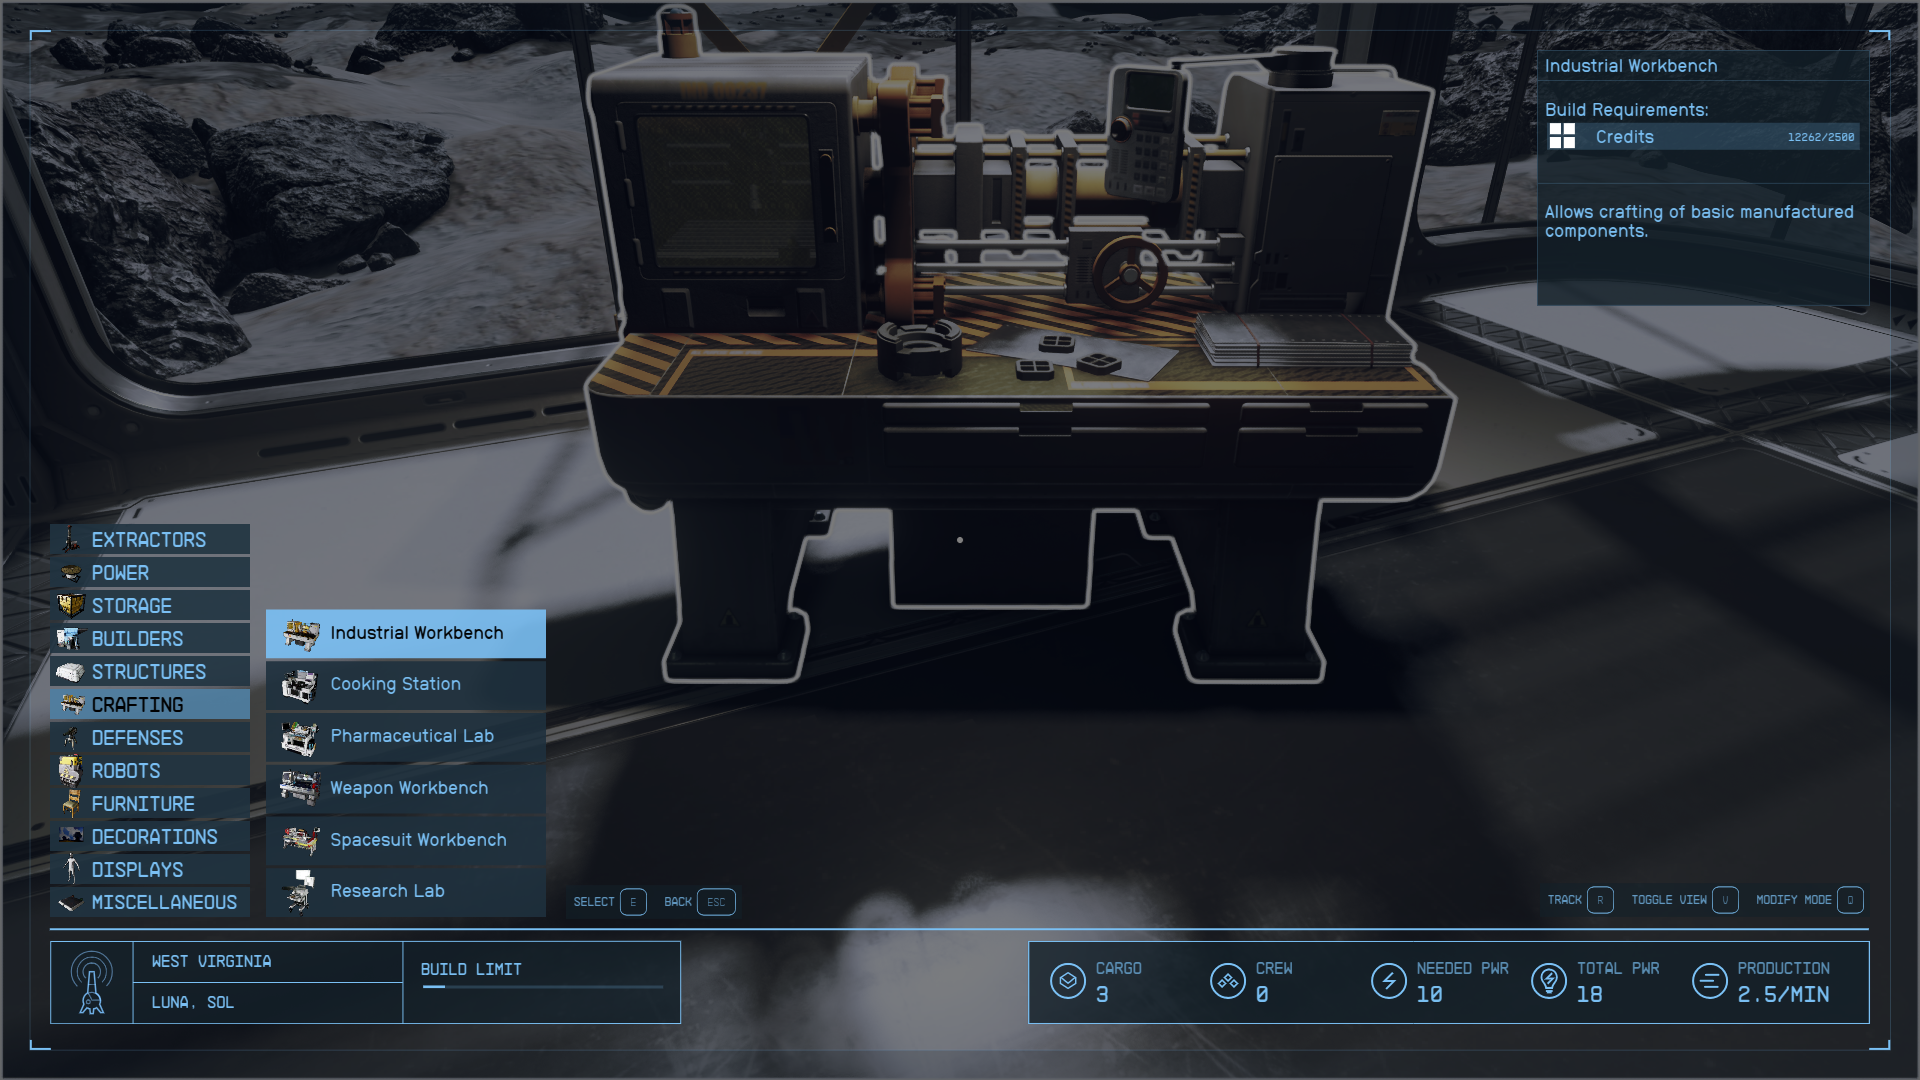 Industrial Workbench
Build Requirements:
Credits 12262/2500
Allows crafting of basic manufactured
components.
EXTRACTORS
POWER
STORAGE
BUILDERS
STRUCTURES
CRAFTING
DEFENSES
ROBOTS
FURNITURE
DECORATIONS
DISPLAYS
MISCELLANEOUS
Industrial Workbench
Cooking Station
Pharmaceutical Lab
Weapon Workbench
Spacesuit Workbench
Research Lab
SELECT E BACK ESC
TRACK R TOGGLE VIEW V MODIFY MODE Q
WEST VIRGINIA
LUNA, SOL
BUILD LIMIT
CARGO
3
CREW
0
NEEDED PWR
10
TOTAL PWR
18
PRODUCTION
2.5/MIN